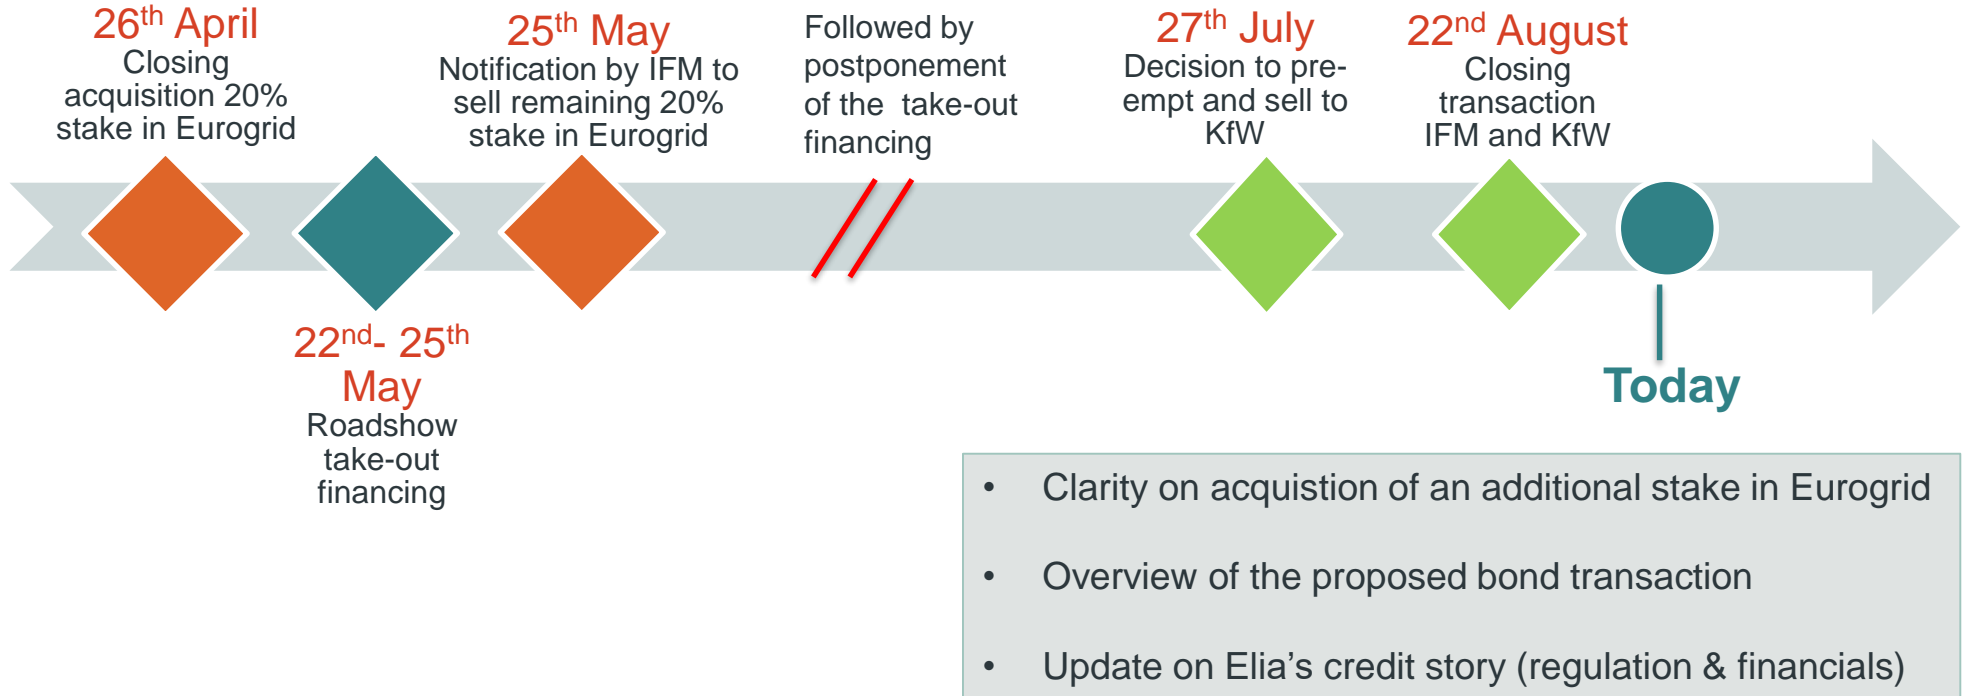 26th April
Closing
acquisition 20%
stake in Eurogrid
22nd- 25th
May
Roadshow
take-out
financing
25th May
Notification by IFM to
sell remaining 20%
stake in Eurogrid
Followed by
postponement
of the take-out
financing
27th July
Decision to pre-
empt and sell to
KfW
22nd August
Closing
transaction
IFM and KfW
Today
• Clarity on acquistion of an additional stake in Eurogrid
• Overview of the proposed bond transaction
• Update on Elia’s credit story (regulation & financials)